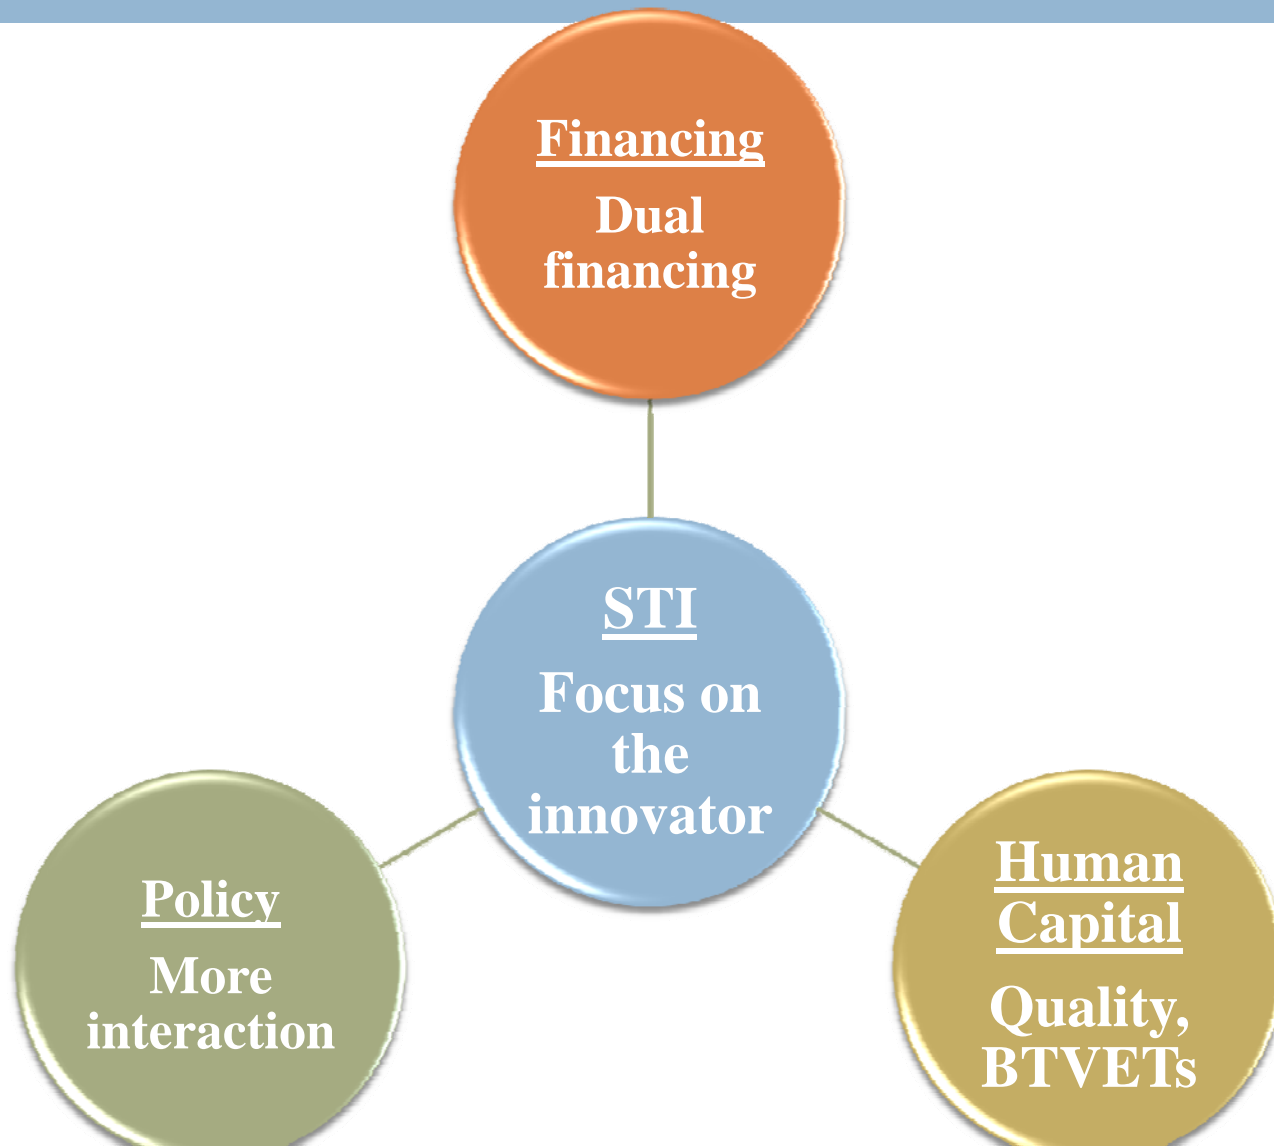 Financing
Dual
financing
STI
Focus on
the
innovator
Policy
More
interaction
Human
Capital
Quality,
BTVETs